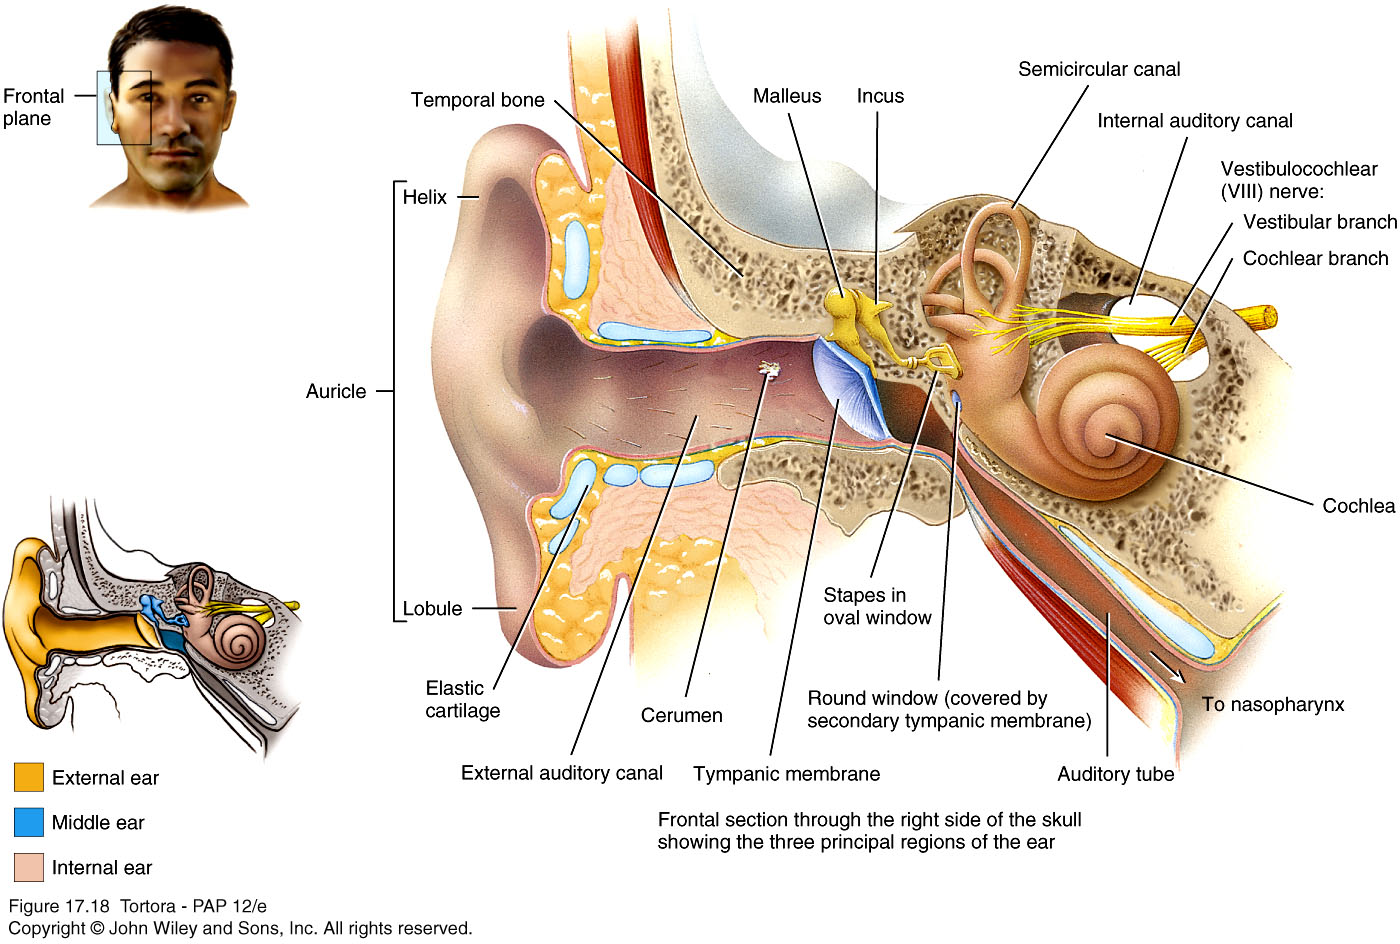 Frontal
plane
Temporal bone
Malleus
Incus
Semicircular canal
Internal auditory canal
Vestibulocochlear
(VIII) nerve:
Vestibular branch
Cochlear branch
Helix
Auricle
Lobule
Cochlea
Stapes in
oval window
Elastic
cartilage
Cerumen
Round window (covered by
secondary tympanic membrane)
To nasopharynx
External auditory canal
Tympanic membrane
Auditory tube
External ear
Middle ear
Internal ear
Frontal section through the right side of the skull
showing the three principal regions of the ear
Figure 17.18 Tortora - PAP 12/e
Copyright © John Wiley and Sons, Inc. All rights reserved.